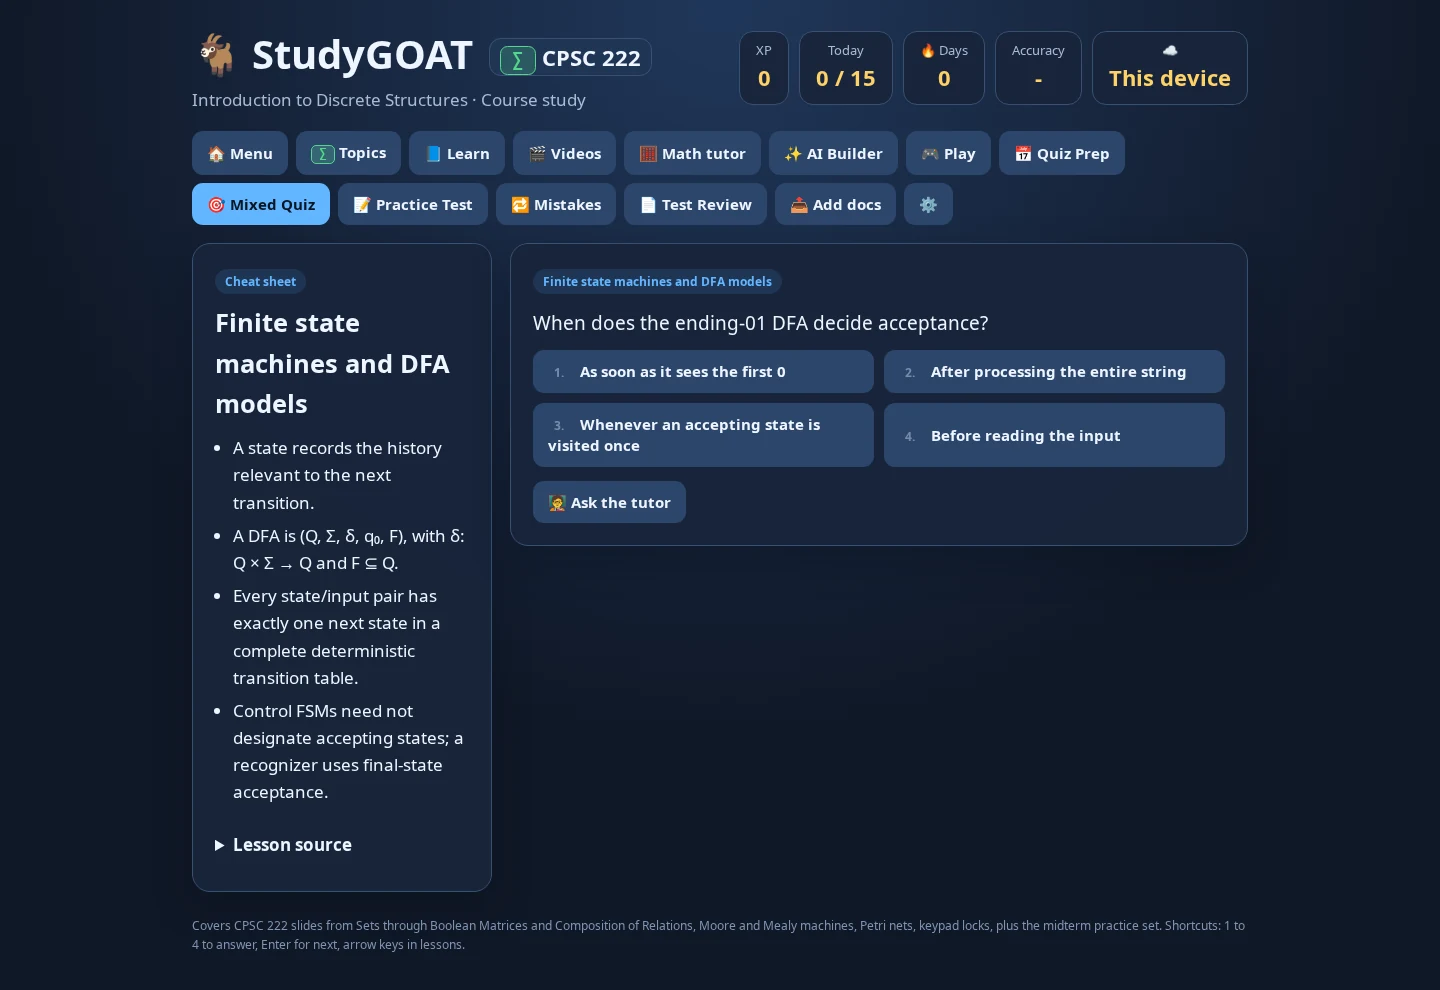 StudyGOAT
∑ CPSC 222
Introduction to Discrete Structures · Course study
XP
0
Today
0 / 15
🔥 Days
0
Accuracy
-
☁️
This device
🏠 Menu
∑ Topics
📘 Learn
🎬 Videos
🧮 Math tutor
✨ AI Builder
🎮 Play
📅 Quiz Prep
🎯 Mixed Quiz
📝 Practice Test
🔁 Mistakes
📄 Test Review
📥 Add docs
⚙️
Cheat sheet
Finite state
machines and DFA
models
• A state records the history
relevant to the next
transition.
• A DFA is (Q, Σ, δ, q₀, F), with δ:
Q × Σ → Q and F ⊆ Q.
• Every state/input pair has
exactly one next state in a
complete deterministic
transition table.
• Control FSMs need not
designate accepting states; a
recognizer uses final-state
acceptance.
▶ Lesson source
Finite state machines and DFA models
When does the ending-01 DFA decide acceptance?
1. As soon as it sees the first 0
2. After processing the entire string
3. Whenever an accepting state is
visited once
4. Before reading the input
🧑‍🏫 Ask the tutor
Covers CPSC 222 slides from Sets through Boolean Matrices and Composition of Relations, Moore and Mealy machines, Petri nets, keypad locks, plus the midterm practice set. Shortcuts: 1 to
4 to answer, Enter for next, arrow keys in lessons.